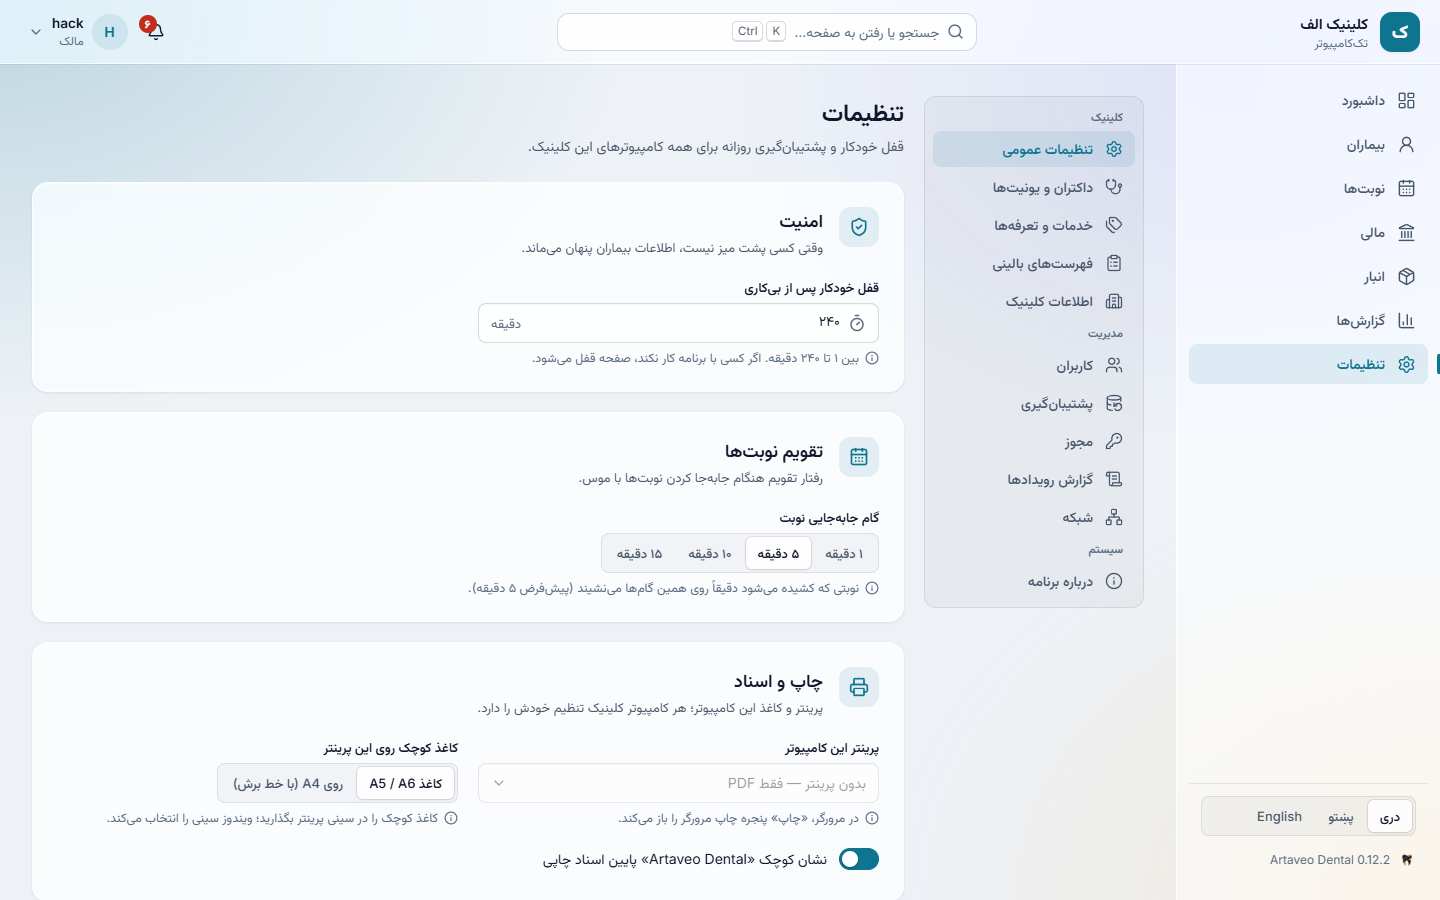 ک
کلینیک الف
تک‌کامپیوتر
جستجو یا رفتن به صفحه...
Ctrl K
۶
H
hack
مالک
داشبورد
بیماران
نوبت‌ها
مالی
انبار
گزارش‌ها
تنظیمات
دری
پښتو
English
Artaveo Dental 0.12.2
کلینیک
تنظیمات عمومی
داکتران و یونیت‌ها
خدمات و تعرفه‌ها
فهرست‌های بالینی
اطلاعات کلینیک
مدیریت
کاربران
پشتیبان‌گیری
مجوز
گزارش رویدادها
شبکه
سیستم
درباره برنامه
تنظیمات
قفل خودکار و پشتیبان‌گیری روزانه برای همه کامپیوترهای این کلینیک.
امنیت
وقتی کسی پشت میز نیست، اطلاعات بیماران پنهان می‌ماند.
قفل خودکار پس از بی‌کاری
۲۴۰
دقیقه
بین ۱ تا ۲۴۰ دقیقه. اگر کسی با برنامه کار نکند، صفحه قفل می‌شود.
تقویم نوبت‌ها
رفتار تقویم هنگام جابه‌جا کردن نوبت‌ها با موس.
گام جابه‌جایی نوبت
۱ دقیقه
۵ دقیقه
۱۰ دقیقه
۱۵ دقیقه
نوبتی که کشیده می‌شود دقیقاً روی همین گام‌ها می‌نشیند (پیش‌فرض ۵ دقیقه).
چاپ و اسناد
پرینتر و کاغذ این کامپیوتر؛ هر کامپیوتر کلینیک تنظیم خودش را دارد.
پرینتر این کامپیوتر
بدون پرینتر — فقط PDF
در مرورگر، «چاپ» پنجره چاپ مرورگر را باز می‌کند.
کاغذ کوچک روی این پرینتر
کاغذ A5 / A6
روی A4 (با خط برش)
کاغذ کوچک را در سینی پرینتر بگذارید؛ ویندوز سینی را انتخاب می‌کند.
نشان کوچک «Artaveo Dental» پایین اسناد چاپی